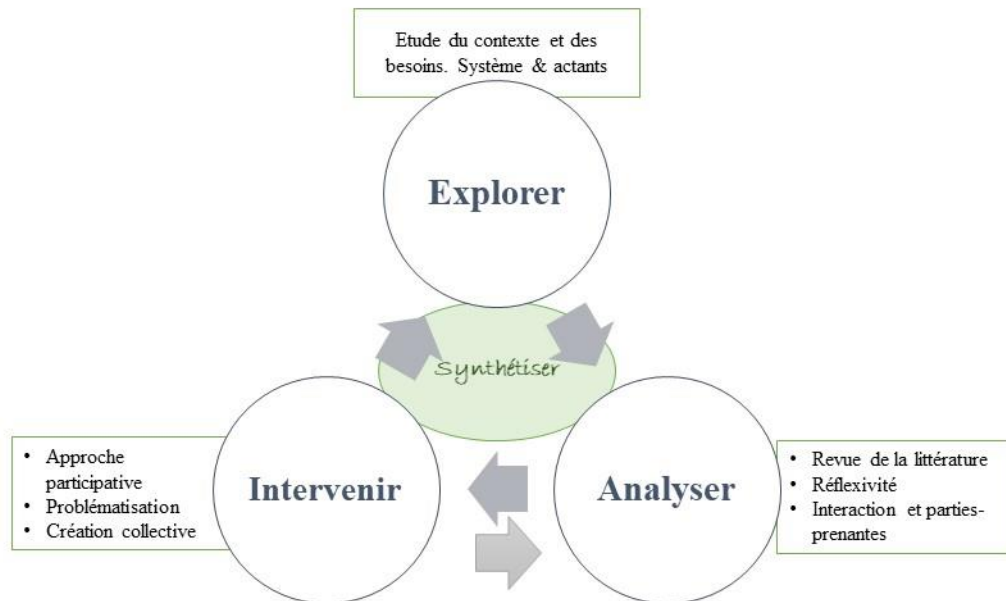 Etude du contexte et des
besoins. Système & actants
Explorer
Synthétiser
• Approche
participative
• Problématisation
• Création collective
Intervenir
Analyser
• Revue de la littérature
• Réflexivité
• Interaction et parties-
prenantes